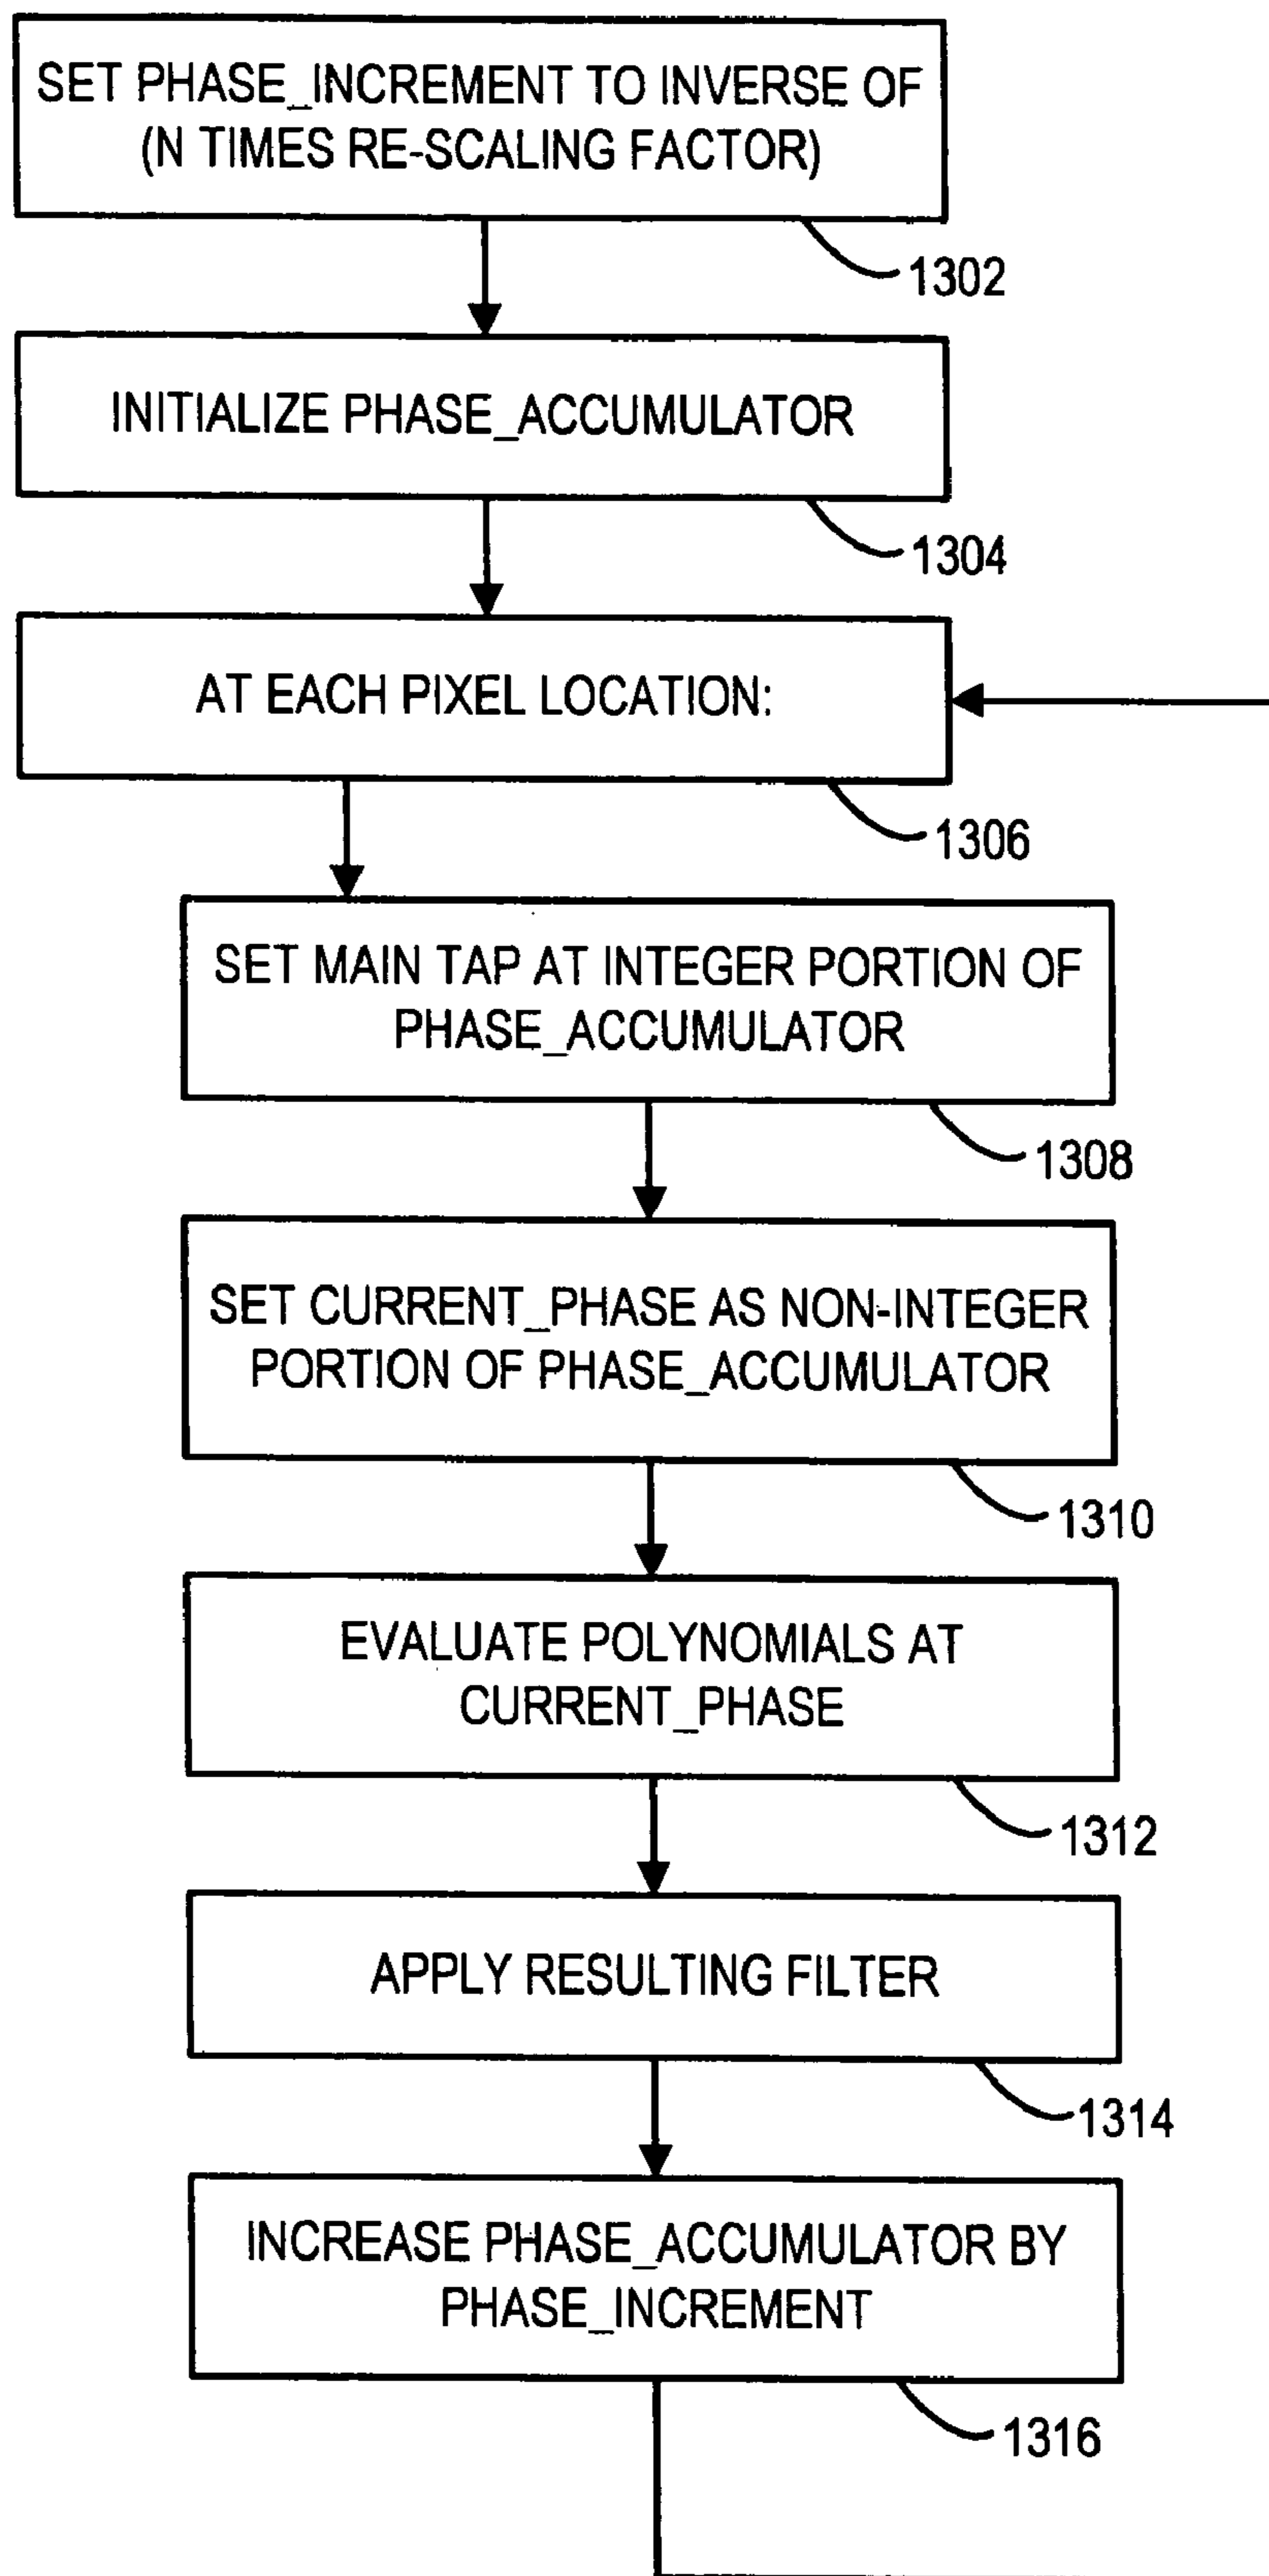 SET PHASE_INCREMENT TO INVERSE OF
(N TIMES RE-SCALING FACTOR)
1302
INITIALIZE PHASE_ACCUMULATOR
1304
AT EACH PIXEL LOCATION:
1306
SET MAIN TAP AT INTEGER PORTION OF
PHASE_ACCUMULATOR
1308
SET CURRENT_PHASE AS NON-INTEGER
PORTION OF PHASE_ACCUMULATOR
1310
EVALUATE POLYNOMIALS AT
CURRENT_PHASE
1312
APPLY RESULTING FILTER
1314
INCREASE PHASE_ACCUMULATOR BY
PHASE_INCREMENT
1316